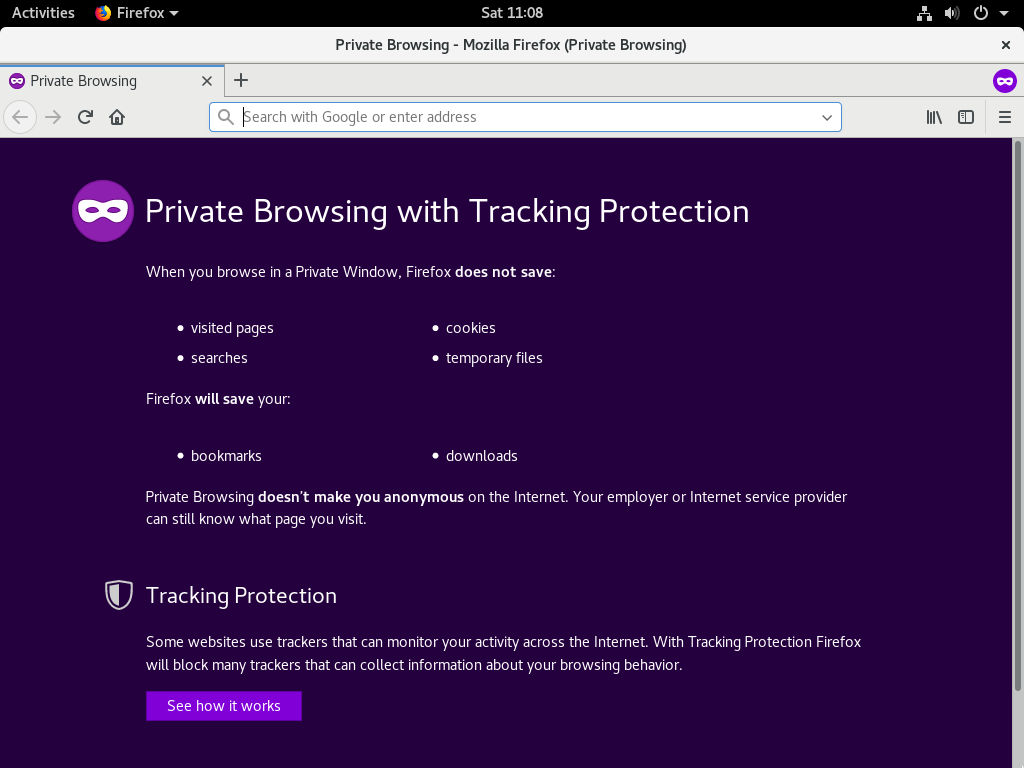 Activities Firefox Sat 11:08
Private Browsing - Mozilla Firefox (Private Browsing)
Private Browsing
Search with Google or enter address
Private Browsing with Tracking Protection
When you browse in a Private Window, Firefox does not save:
• visited pages • cookies
• searches • temporary files
Firefox will save your:
• bookmarks • downloads
Private Browsing doesn't make you anonymous on the Internet. Your employer or Internet service provider
can still know what page you visit.
Tracking Protection
Some websites use trackers that can monitor your activity across the Internet. With Tracking Protection Firefox
will block many trackers that can collect information about your browsing behavior.
See how it works